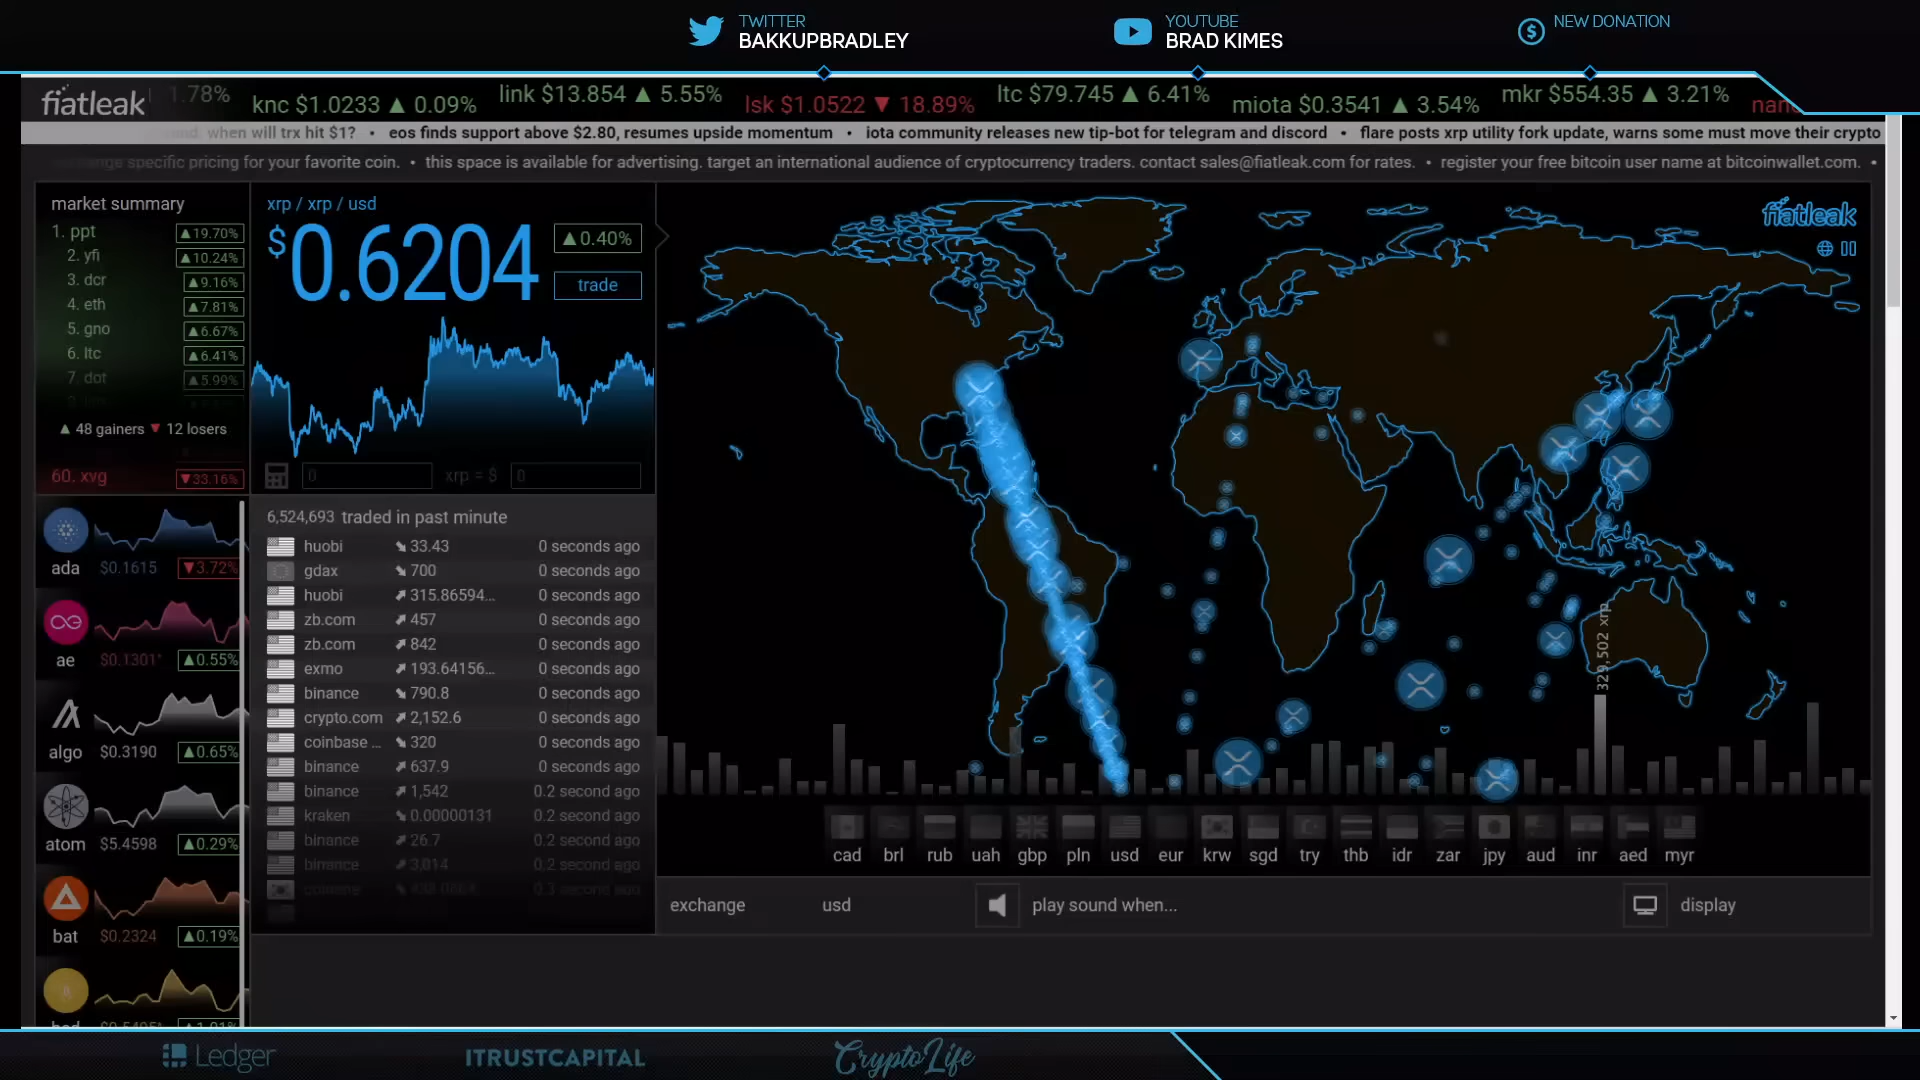 TWITTER
BAKKUPBRADLEY
YOUTUBE
BRAD KIMES
NEW DONATION
fiatleak
1.78%
knc $1.0233 ▲ 0.09%
link $13.854 ▲ 5.55%
lsk $1.0522 ▼ 18.89%
ltc $79.745 ▲ 6.41%
miota $0.3541 ▲ 3.54%
mkr $554.35 ▲ 3.21%
when will trx hit $1? • eos finds support above $2.80, resumes upside momentum • iota community releases new tip-bot for telegram and discord • flare posts xrp utility fork update, warns some must move their crypto
specific pricing for your favorite coin. • this space is available for advertising. target an international audience of cryptocurrency traders. contact sales@fiatleak.com for rates. • register your free bitcoin user name at bitcoinwallet.com. •
market summary
1. ppt ▲19.70%
2. yfi ▲10.24%
3. dcr ▲9.16%
4. eth ▲7.81%
5. gno ▲6.67%
6. ltc ▲6.41%
7. dot ▲5.99%
▲ 48 gainers ▼ 12 losers
60. xvg ▼33.16%
xrp / xrp / usd
$0.6204
▲0.40%
trade
0 xrp = $ 0
6,524,693 traded in past minute
huobi 33.43 0 seconds ago
gdax 700 0 seconds ago
huobi 315.86594... 0 seconds ago
zb.com 457 0 seconds ago
zb.com 842 0 seconds ago
exmo 193.64156... 0 seconds ago
binance 790.8 0 seconds ago
crypto.com 2,152.6 0 seconds ago
coinbase ... 320 0 seconds ago
binance 637.9 0 seconds ago
binance 1,542 0.2 second ago
kraken 0.00000131 0.2 second ago
binance 26.7 0.2 second ago
binance 3,014 0.2 second ago
0.3 second ago
ada $0.1615 ▼3.72%
ae $0.1301* ▲0.55%
algo $0.3190 ▲0.65%
atom $5.4598 ▲0.29%
bat $0.2324 ▲0.19%
fiatleak
329,502 xrp
cad brl rub uah gbp pln usd eur krw sgd try thb idr zar jpy aud inr aed myr
exchange
usd
play sound when...
display
Ledger
ITRUSTCAPITAL
CryptoLife